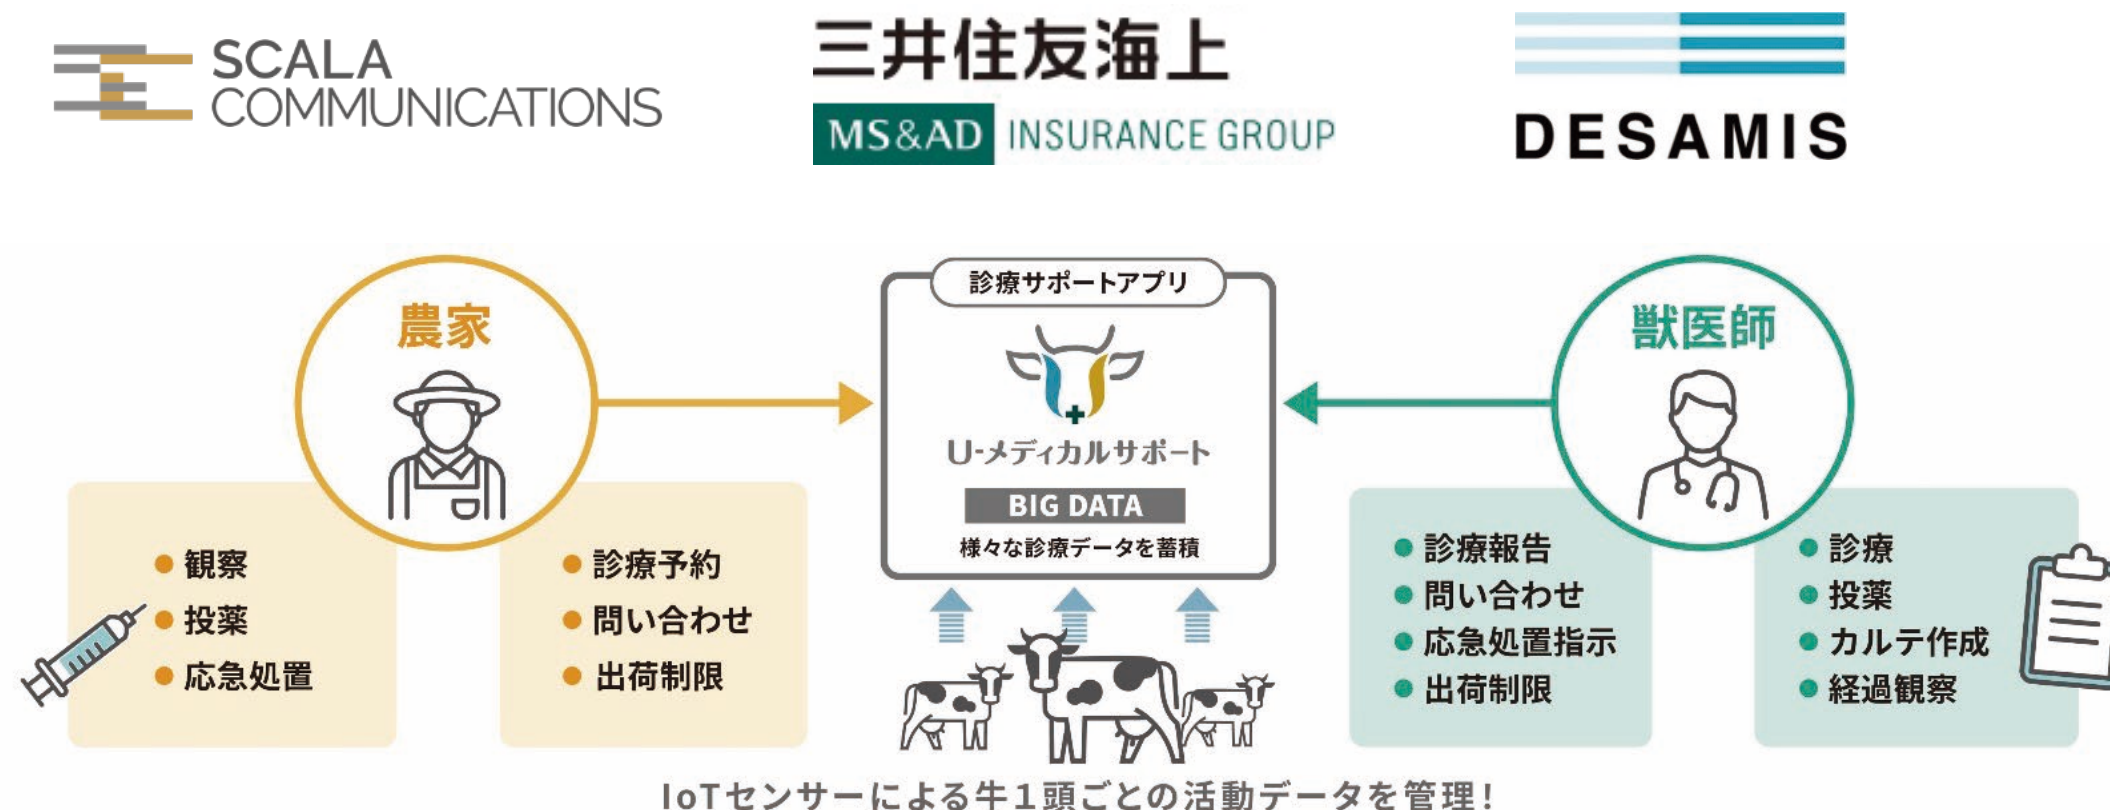 SCALA
COMMUNICATIONS
三井住友海上
MS&AD INSURANCE GROUP
DESAMIS
農家
観察
投薬
応急処置
診療予約
問い合わせ
出荷制限
診療サポートアプリ
U-メディカルサポート
BIG DATA
様々な診療データを蓄積
獣医師
診療報告
問い合わせ
応急処置指示
出荷制限
診療
投薬
カルテ作成
経過観察
IoTセンサーによる牛1頭ごとの活動データを管理!